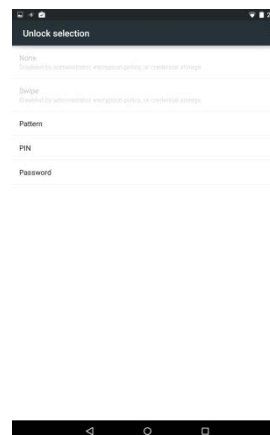 Unlock selection
None
Disabled by administrator, encryption policy, or credential storage
Swipe
Disabled by administrator, encryption policy, or credential storage
Pattern
PIN
Password